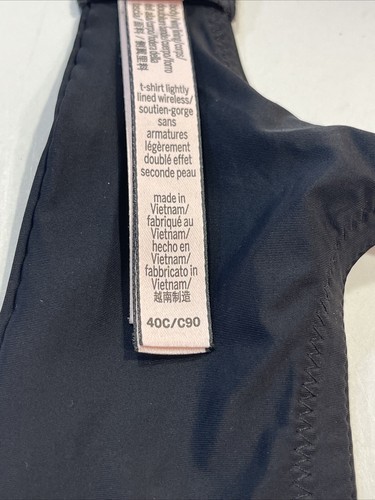 t-shirt lightly
lined wireless/
soutien-gorge
sans
armatures
légèrement
doublé effet
seconde peau
made in
Vietnam/
fabriqué au
Vietnam/
hecho en
Vietnam/
fabbricato in
Vietnam/
越南制造
40C/C90